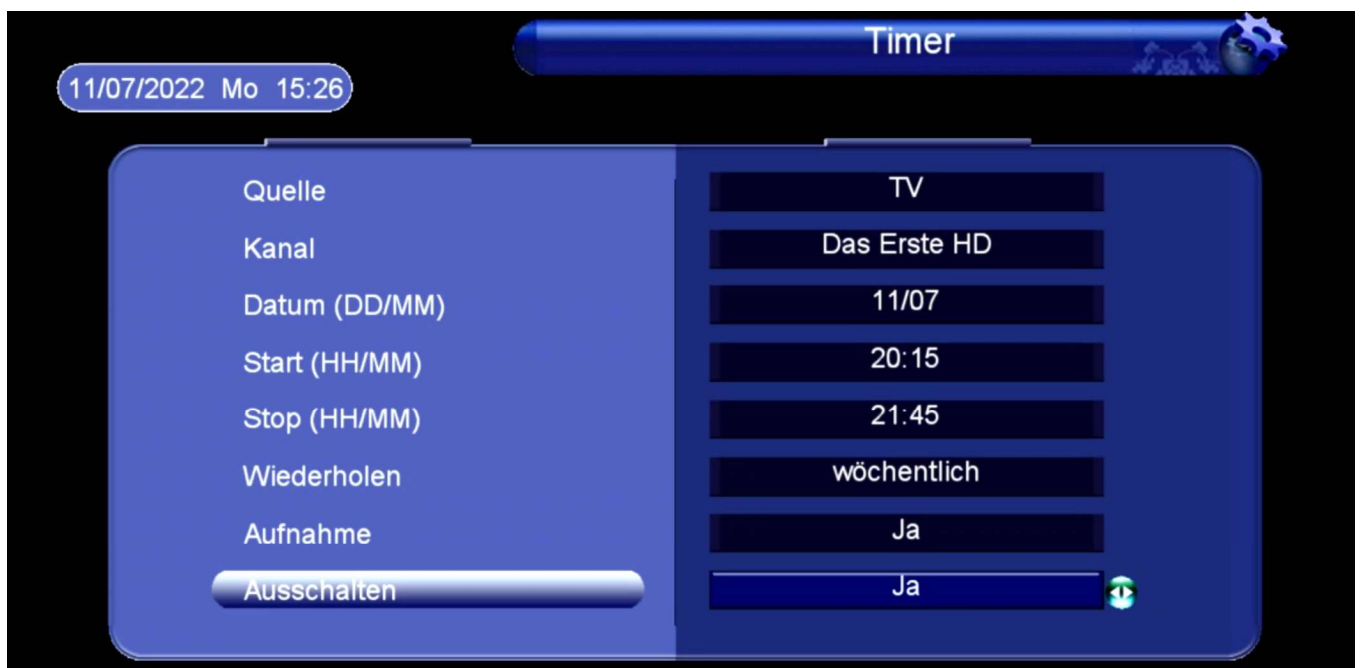 Timer
11/07/2022 Mo 15:26
Quelle TV
Kanal Das Erste HD
Datum (DD/MM) 11/07
Start (HH/MM) 20:15
Stop (HH/MM) 21:45
Wiederholen wöchentlich
Aufnahme Ja
Ausschalten Ja